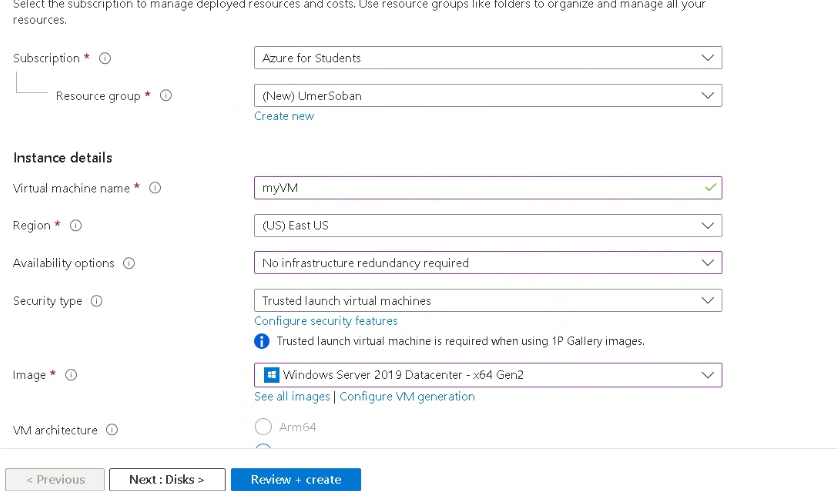 Select the subscription to manage deployed resources and costs. Use resource groups like folders to organize and manage all your
resources.
Subscription * Azure for Students
Resource group * (New) UmerSoban
Create new
Instance details
Virtual machine name * myVM
Region * (US) East US
Availability options No infrastructure redundancy required
Security type Trusted launch virtual machines
Configure security features
Trusted launch virtual machine is required when using 1P Gallery images.
Image * Windows Server 2019 Datacenter - x64 Gen2
See all images | Configure VM generation
VM architecture Arm64
< Previous Next : Disks > Review + create